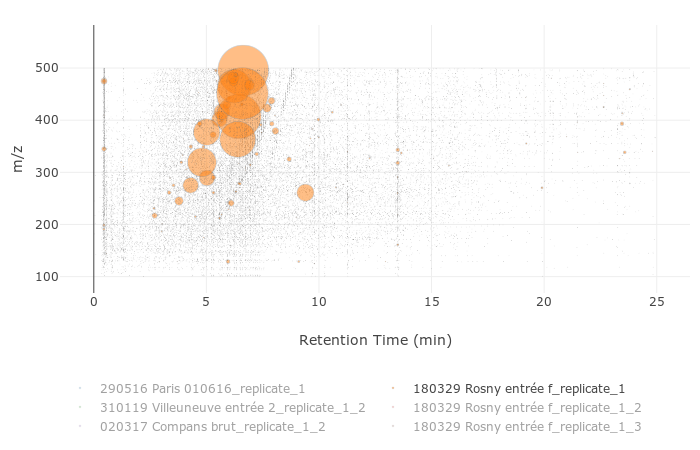 500
400
300
200
100
m/z
0 5 10 15 20 25
Retention Time (min)
290516 Paris 010616_replicate_1
310119 Villeuneuve entrée 2_replicate_1_2
020317 Compans brut_replicate_1_2
180329 Rosny entrée f_replicate_1
180329 Rosny entrée f_replicate_1_2
180329 Rosny entrée f_replicate_1_3